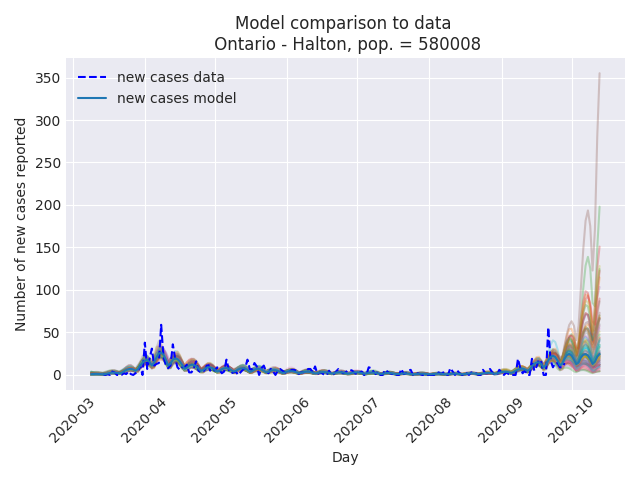 Model comparison to data
Ontario - Halton, pop. = 580008
new cases data
new cases model
Number of new cases reported
350
300
250
200
150
100
50
0
2020-03
2020-04
2020-05
2020-06
2020-07
2020-08
2020-09
2020-10
Day